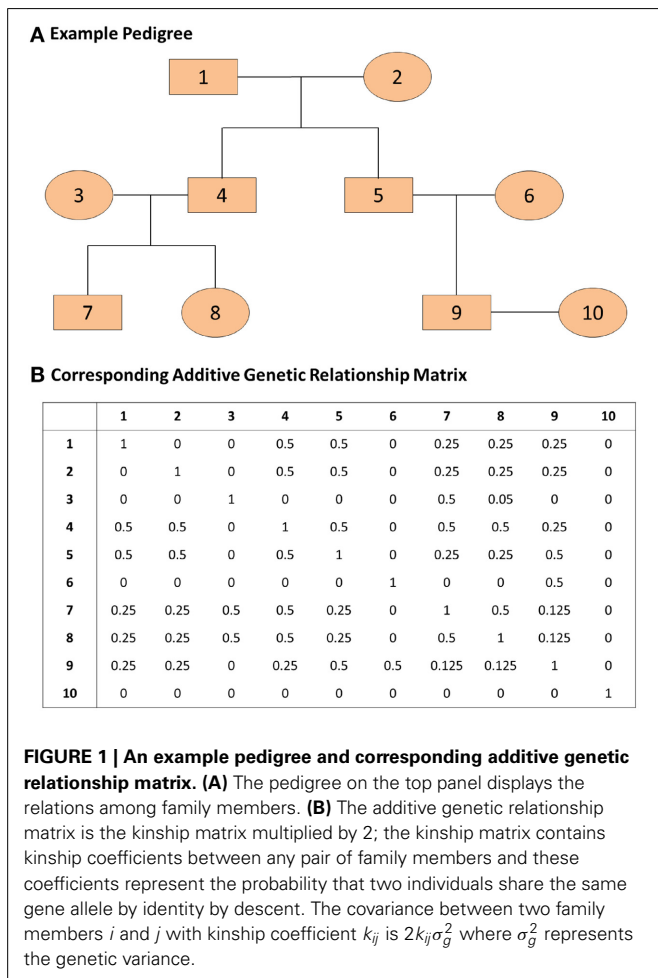 A Example Pedigree
1 2
3 4 5 6
7 8 9 10
B Corresponding Additive Genetic Relationship Matrix
1 2 3 4 5 6 7 8 9 10
1 1 0 0 0.5 0.5 0 0.25 0.25 0.25 0
2 0 1 0 0.5 0.5 0 0.25 0.25 0.25 0
3 0 0 1 0 0 0 0.5 0.05 0 0
4 0.5 0.5 0 1 0.5 0 0.5 0.5 0.25 0
5 0.5 0.5 0 0.5 1 0 0.25 0.25 0.5 0
6 0 0 0 0 0 1 0 0 0.5 0
7 0.25 0.25 0.5 0.5 0.25 0 1 0.5 0.125 0
8 0.25 0.25 0.5 0.5 0.25 0 0.5 1 0.125 0
9 0.25 0.25 0 0.25 0.5 0.5 0.125 0.125 1 0
10 0 0 0 0 0 0 0 0 0 1
FIGURE 1 | An example pedigree and corresponding additive genetic
relationship matrix. (A) The pedigree on the top panel displays the
relations among family members. (B) The additive genetic relationship
matrix is the kinship matrix multiplied by 2; the kinship matrix contains
kinship coefficients between any pair of family members and these
coefficients represent the probability that two individuals share the same
gene allele by identity by descent. The covariance between two family
members i and j with kinship coefficient k_ij is 2k_ijσ_g^2 where σ_g^2 represents
the genetic variance.